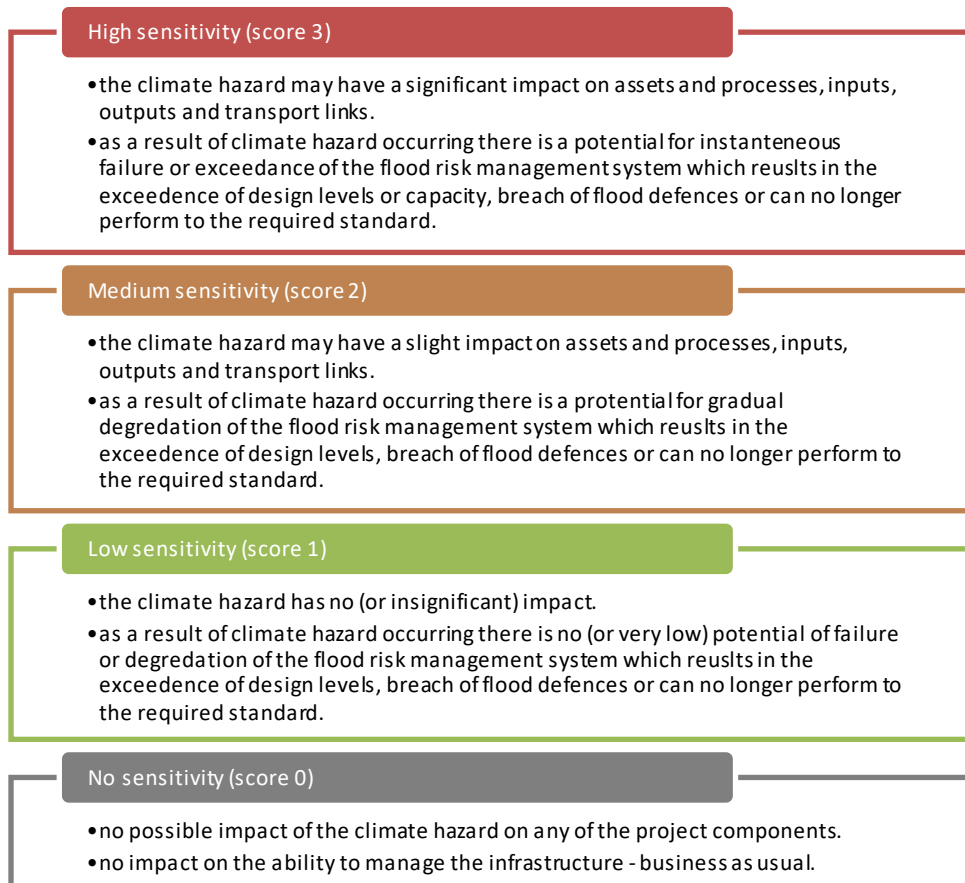 High sensitivity (score 3)
•the climate hazard may have a significant impact on assets and processes, inputs,
outputs and transport links.
•as a result of climate hazard occurring there is a potential for instanteneous
failure or exceedance of the flood risk management system which reuslts in the
exceedence of design levels or capacity, breach of flood defences or can no longer
perform to the required standard.
Medium sensitivity (score 2)
•the climate hazard may have a slight impact on assets and processes, inputs,
outputs and transport links.
•as a result of climate hazard occurring there is a protential for gradual
degredation of the flood risk management system which reuslts in the
exceedence of design levels, breach of flood defences or can no longer perform to
the required standard.
Low sensitivity (score 1)
•the climate hazard has no (or insignificant) impact.
•as a result of climate hazard occurring there is no (or very low) potential of failure
or degredation of the flood risk management system which reuslts in the
exceedence of design levels, breach of flood defences or can no longer perform to
the required standard.
No sensitivity (score 0)
•no possible impact of the climate hazard on any of the project components.
•no impact on the ability to manage the infrastructure - business as usual.